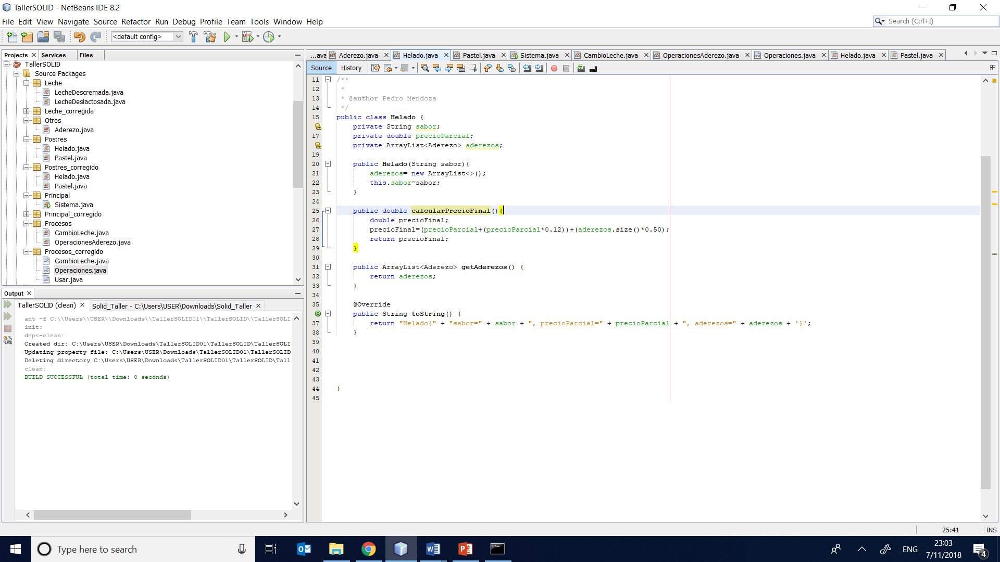 TallerSOLID - NetBeans IDE 8.2
File Edit View Navigate Source Refactor Run Debug Profile Team Tools Window Help
Search (Ctrl+I)
<default config>
Projects Services Files
TallerSOLID
Source Packages
Leche
LecheDescremada.java
LecheDeslactosada.java
Leche_corregida
Otros
Aderezo.java
Postres
Helado.java
Pastel.java
Postres_corregido
Helado.java
Pastel.java
Principal
Sistema.java
Principal_corregido
Procesos
CambioLeche.java
OperacionesAderezo.java
Procesos_corregido
CambioLeche.java
Operaciones.java
Usar.java
Output
TallerSOLID (clean) Solid_Taller - C:\Users\USER\Downloads\Solid_Taller
ant -f C:\\Users\\USER\\Downloads\\TallerSOLID01\\TallerSOLID\\TallerSOLI
init:
deps-clean:
Created dir: C:\Users\USER\Downloads\TallerSOLID01\TallerSOLID\TallerSOLI
Updating property file: C:\Users\USER\Downloads\TallerSOLID01\TallerSOLID
Deleting directory C:\Users\USER\Downloads\TallerSOLID01\TallerSOLID\Tall
clean:
BUILD SUCCESSFUL (total time: 0 seconds)
...ava Aderezo.java Helado.java Pastel.java Sistema.java CambioLeche.java OperacionesAderezo.java Operaciones.java Helado.java Pastel.java
Source History
11 /**
12 *
13 * @author Pedro Mendoza
14 */
15 public class Helado {
private String sabor;
17 private double precioParcial;
private ArrayList<Aderezo> aderezos;
19
20 public Helado(String sabor){
21 aderezos= new ArrayList<>();
22 this.sabor=sabor;
23 }
24
25 public double calcularPrecioFinal(){
26 double precioFinal;
27 precioFinal=(precioParcial+(precioParcial*0.12))+(aderezos.size()*0.50);
28 return precioFinal;
29 }
30
31 public ArrayList<Aderezo> getAderezos() {
32 return aderezos;
33 }
34
35 @Override
public String toString() {
37 return "Helado{" + "sabor=" + sabor + ", precioParcial=" + precioParcial + ", aderezos=" + aderezos + '}';
38 }
39
40
41
42
43
44 }
45
25:41 INS
Type here to search
ENG
23:03
7/11/2018
4